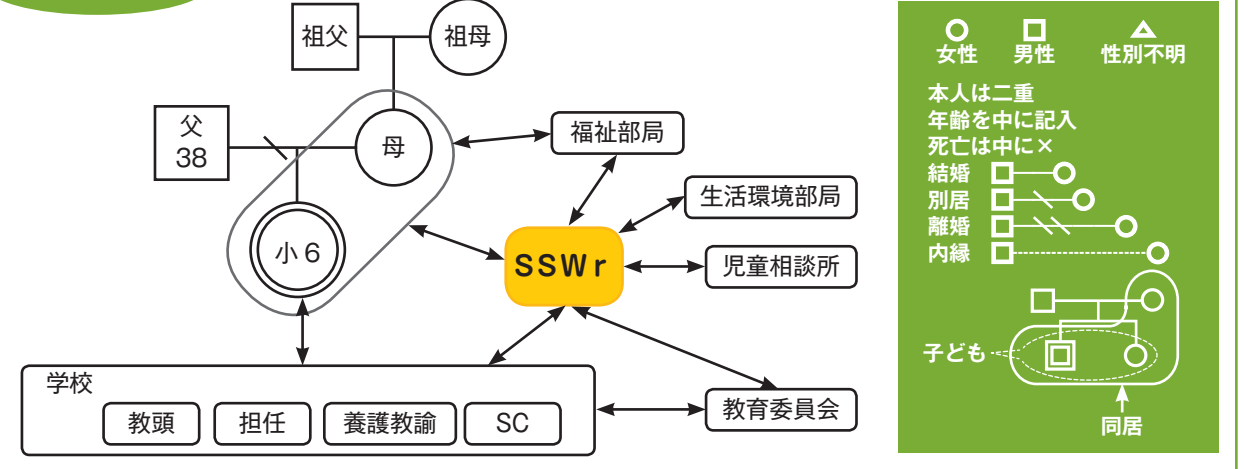 祖父
祖母
父
38
母
小6
福祉部局
生活環境部局
SSWr
児童相談所
学校
教頭
担任
養護教諭
SC
教育委員会
女性
男性
性別不明
本人は二重
年齢を中に記入
死亡は中に×
結婚
別居
離婚
内縁
子ども
同居